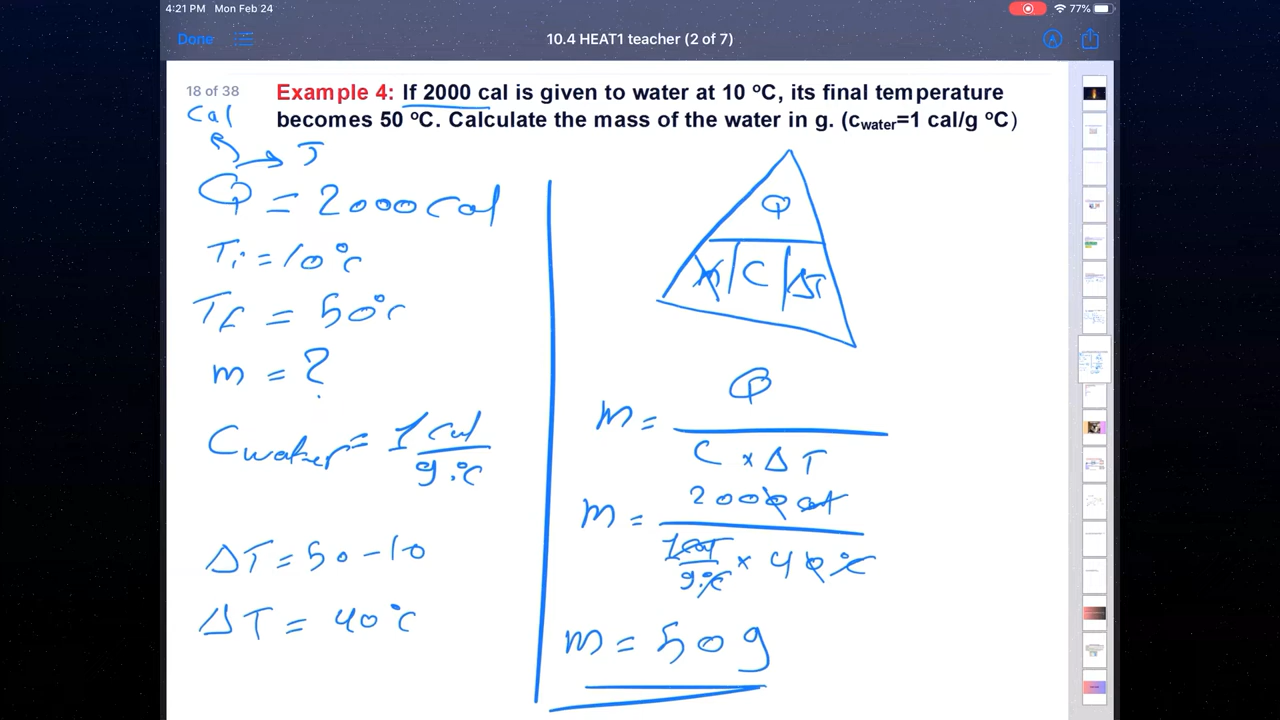 4:21 PM Mon Feb 24
77%
Done
10.4 HEAT1 teacher (2 of 7)
18 of 38
Example 4: If 2000 cal is given to water at 10 °C, its final temperature
becomes 50 °C. Calculate the mass of the water in g. (cwater=1 cal/g °C)
Cal
J
Q = 2000 Cal
Ti = 10°C
Tf = 50°C
m = ?
Cwater = 1 Cal
g.°C
ΔT = 50 - 10
ΔT = 40°C
Q
m C ΔT
Q
m =
C x ΔT
2000 cal
m =
1 cal
g.°C x 40 °C
m = 50 g